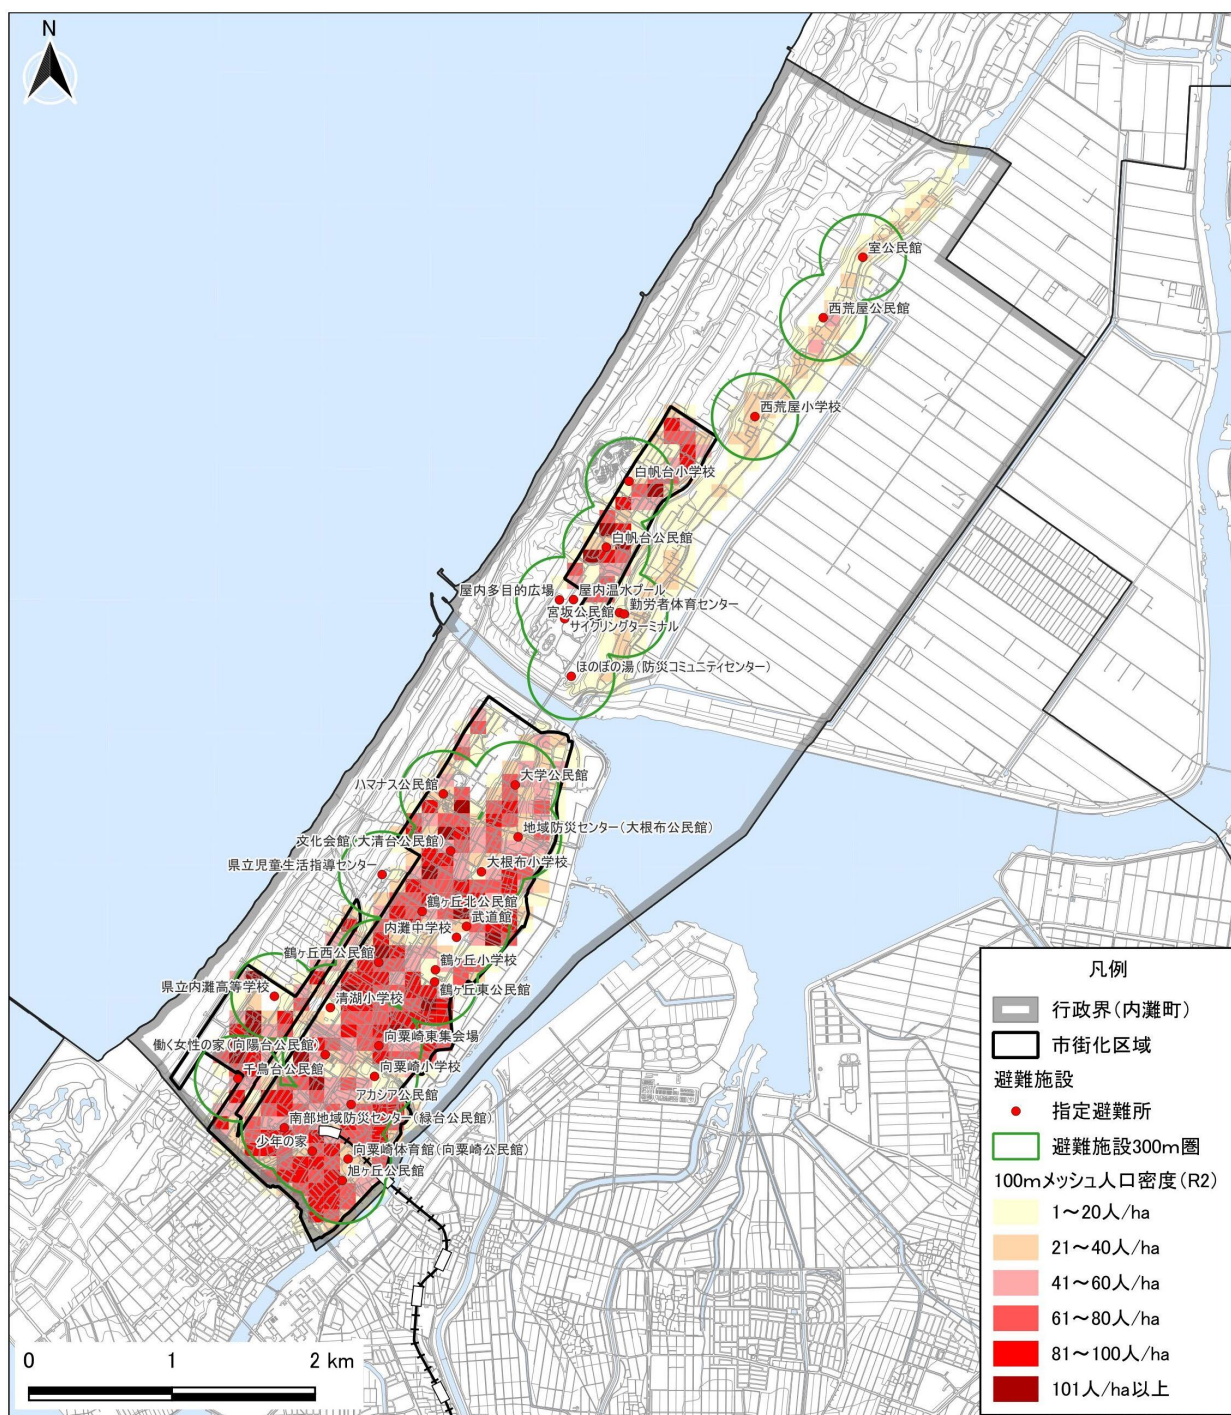 N
室公民館
西荒屋公民館
西荒屋小学校
白帆台小学校
白帆台公民館
屋内多目的広場
屋内温水プール
宮坂公民館
勤労者体育センター
サイクリングターミナル
ほのぼの湯(防災コミュニティセンター)
ハマナス公民館
大学公民館
地域防災センター(大根布公民館)
文化会館(大清台公民館)
県立児童生活指導センター
大根布小学校
鶴ヶ丘北公民館
武道館
内灘中学校
鶴ヶ丘西公民館
鶴ヶ丘小学校
県立内灘高等学校
鶴ヶ丘東公民館
清湖小学校
向粟崎東集会場
働く女性の家(向陽台公民館)
千鳥台公民館
向粟崎小学校
アカシア公民館
南部地域防災センター(緑台公民館)
少年の家
向粟崎体育館(向粟崎公民館)
旭ヶ丘公民館
凡例
行政界(内灘町)
市街化区域
避難施設
指定避難所
避難施設300m圏
100mメッシュ人口密度(R2)
1~20人/ha
21~40人/ha
41~60人/ha
61~80人/ha
81~100人/ha
101人/ha以上
0 1 2 km